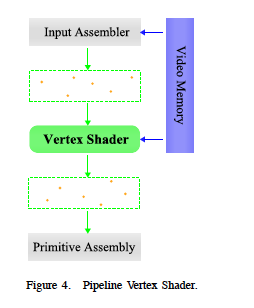 Input Assembler
Video Memory
Vertex Shader
Primitive Assembly
Figure 4. Pipeline Vertex Shader.